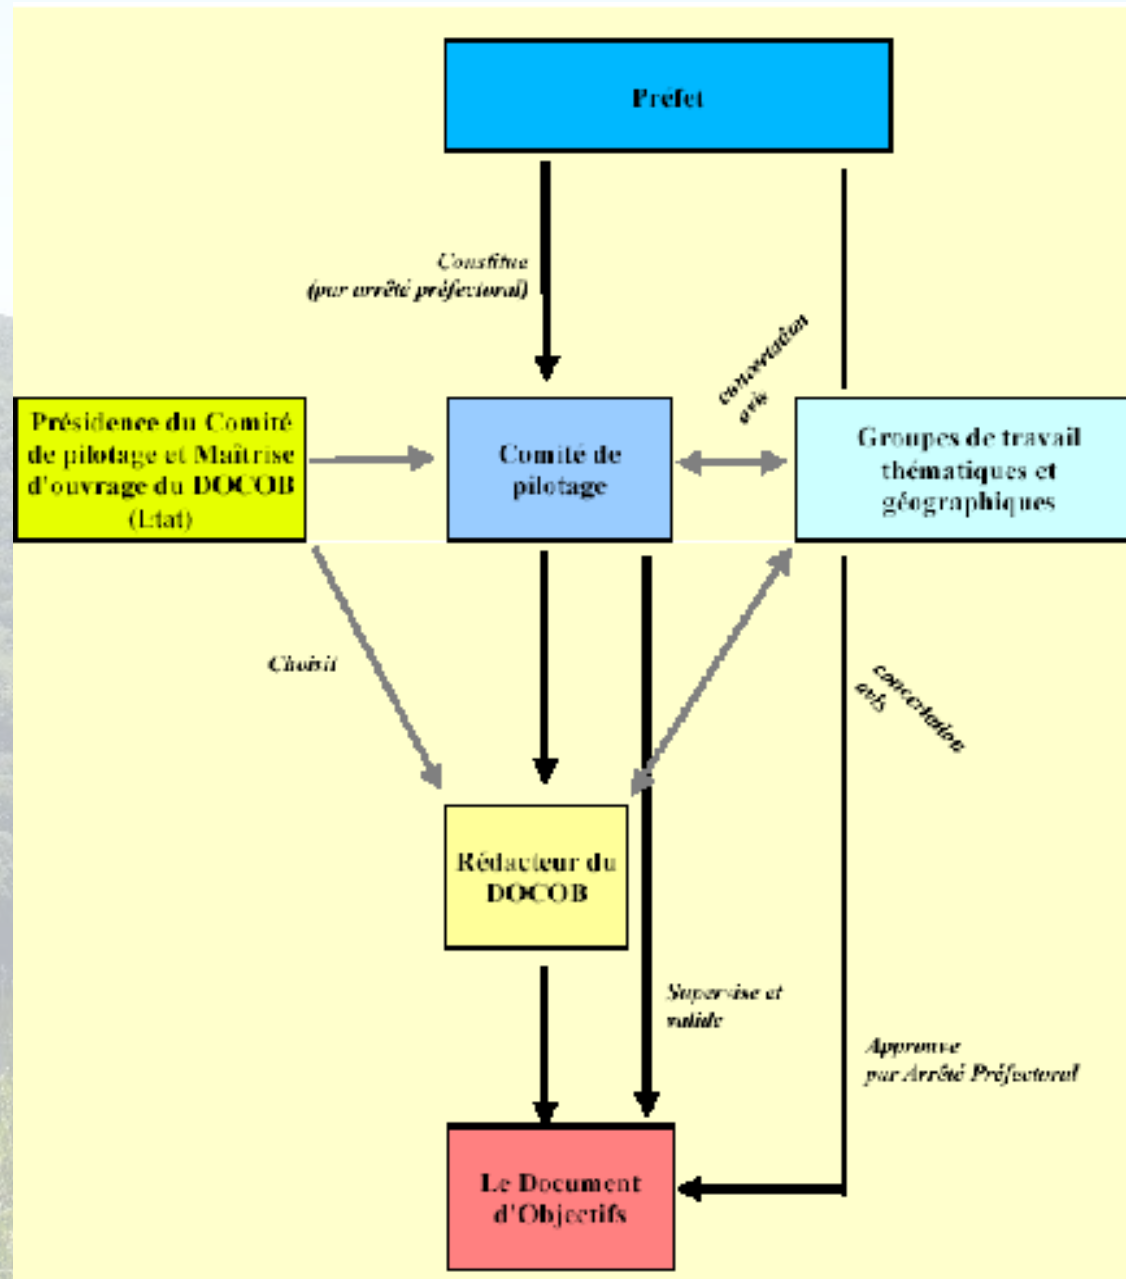 Préfet
Constitue
(par arrêté préfectoral)
concertation
avis
Présidence du Comité
de pilotage et Maîtrise
d'ouvrage du DOCOB
(Etat)
Comité de
pilotage
Groupes de travail
thématiques et
géographiques
Choisit
concertation
avis
Rédacteur du
DOCOB
Supervise et
valide
Approuve
par Arrêté Préfectoral
Le Document
d'Objectifs